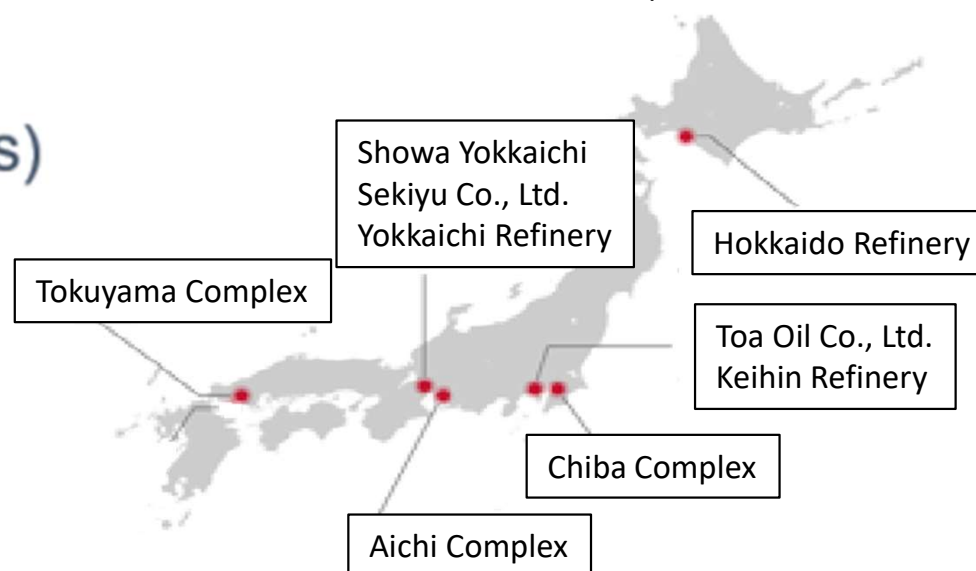 s)
Showa Yokkaichi
Sekiyu Co., Ltd.
Yokkaichi Refinery
Hokkaido Refinery
Tokuyama Complex
Toa Oil Co., Ltd.
Keihin Refinery
Chiba Complex
Aichi Complex